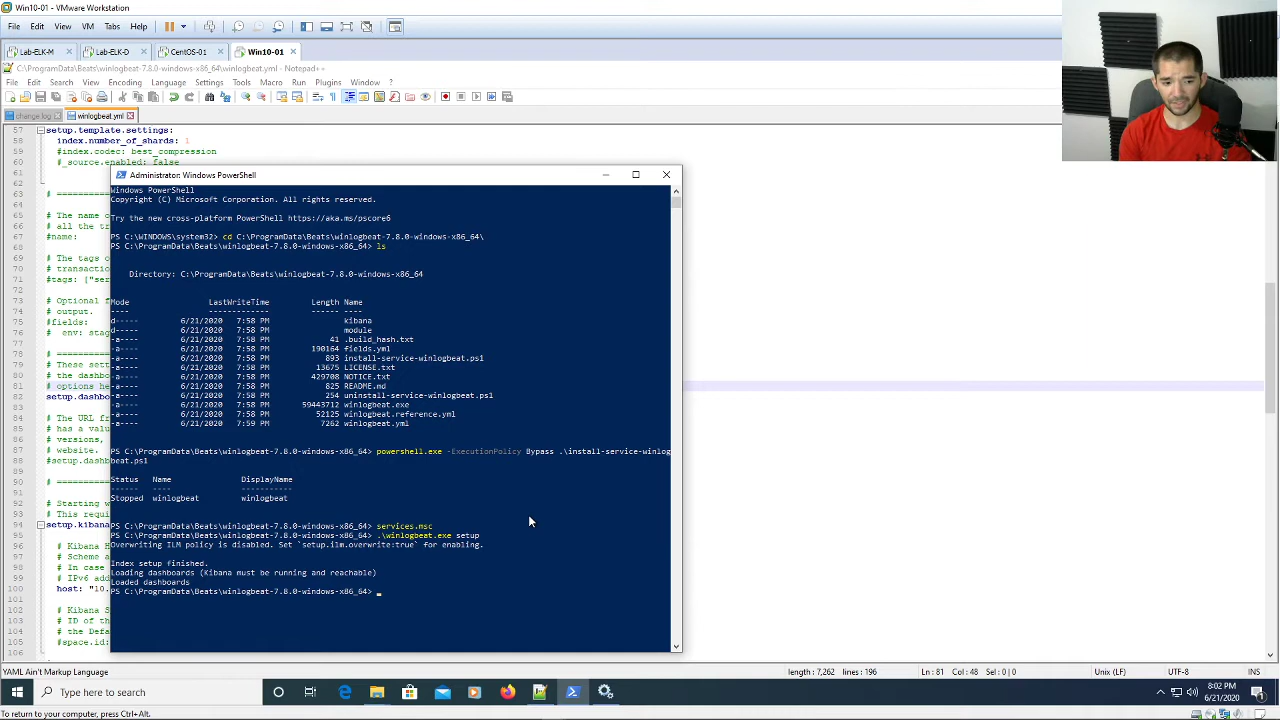 Win10-01 - VMware Workstation
File Edit View VM Tabs Help
Lab-ELK-M Lab-ELK-D CentOS-01 Win10-01
C:\ProgramData\Beats\winlogbeat-7.8.0-windows-x86_64\winlogbeat.yml - Notepad++
File Edit Search View Encoding Language Settings Tools Macro Run Plugins Window ?
change.log winlogbeat.yml
57 setup.template.settings:
58 index.number_of_shards: 1
59 #index.codec: best_compression
60 #_source.enabled: false
Administrator: Windows PowerShell
Windows PowerShell
Copyright (C) Microsoft Corporation. All rights reserved.
Try the new cross-platform PowerShell https://aka.ms/pscore6
PS C:\WINDOWS\system32> cd C:\ProgramData\Beats\winlogbeat-7.8.0-windows-x86_64\
PS C:\ProgramData\Beats\winlogbeat-7.8.0-windows-x86_64> ls
Directory: C:\ProgramData\Beats\winlogbeat-7.8.0-windows-x86_64
Mode LastWriteTime Length Name
---- ------------- ------ ----
d----- 6/21/2020 7:58 PM kibana
d----- 6/21/2020 7:58 PM module
-a---- 6/21/2020 7:58 PM 41 .build_hash.txt
-a---- 6/21/2020 7:58 PM 190164 fields.yml
-a---- 6/21/2020 7:58 PM 893 install-service-winlogbeat.ps1
-a---- 6/21/2020 7:58 PM 13675 LICENSE.txt
-a---- 6/21/2020 7:58 PM 429708 NOTICE.txt
-a---- 6/21/2020 7:58 PM 825 README.md
-a---- 6/21/2020 7:58 PM 254 uninstall-service-winlogbeat.ps1
-a---- 6/21/2020 7:58 PM 59443712 winlogbeat.exe
-a---- 6/21/2020 7:58 PM 52125 winlogbeat.reference.yml
-a---- 6/21/2020 7:59 PM 7262 winlogbeat.yml
PS C:\ProgramData\Beats\winlogbeat-7.8.0-windows-x86_64> powershell.exe -ExecutionPolicy Bypass .\install-service-winlog
beat.ps1
Status Name DisplayName
------ ---- -----------
Stopped winlogbeat winlogbeat
PS C:\ProgramData\Beats\winlogbeat-7.8.0-windows-x86_64> services.msc
PS C:\ProgramData\Beats\winlogbeat-7.8.0-windows-x86_64> .\winlogbeat.exe setup
Overwriting ILM policy is disabled. Set `setup.ilm.overwrite:true` for enabling.
Index setup finished.
Loading dashboards (Kibana must be running and reachable)
Loaded dashboards
PS C:\ProgramData\Beats\winlogbeat-7.8.0-windows-x86_64>
YAML Ain't Markup Language length : 7,262 lines : 196 Ln : 81 Col : 48 Sel : 0 | 0 Unix (LF) UTF-8 INS
Type here to search
8:02 PM
6/21/2020
To return to your computer, press Ctrl+Alt.